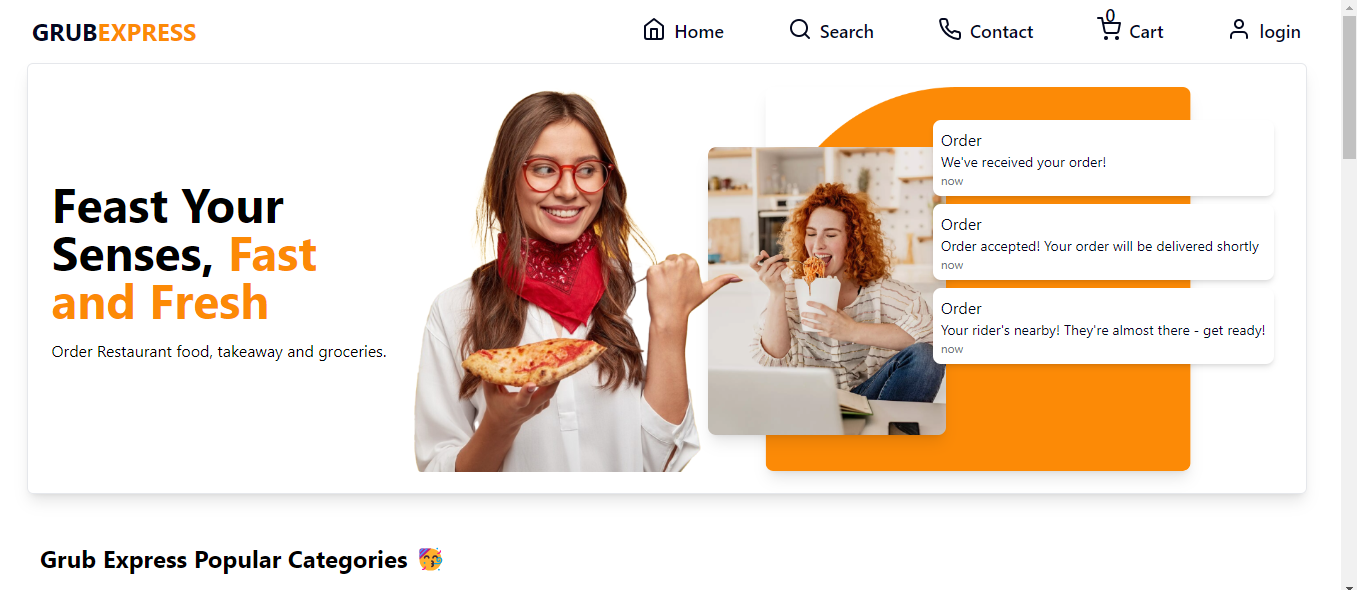 GRUBEXPRESS
Home
Search
Contact
0
Cart
login
Feast Your
Senses, Fast
and Fresh
Order Restaurant food, takeaway and groceries.
Order
We've received your order!
now
Order
Order accepted! Your order will be delivered shortly
now
Order
Your rider's nearby! They're almost there - get ready!
now
Grub Express Popular Categories 🥳